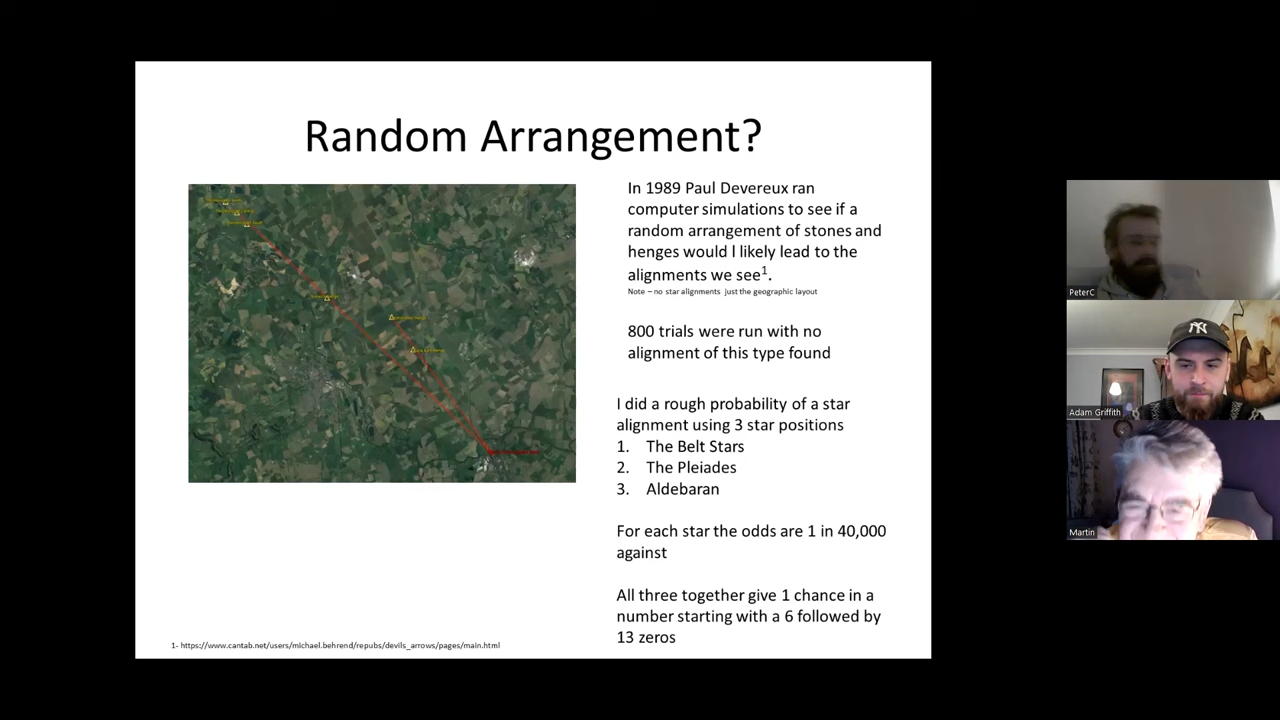 Random Arrangement?
In 1989 Paul Devereux ran
computer simulations to see if a
random arrangement of stones and
henges would l likely lead to the
alignments we see1.
Note – no star alignments just the geographic layout
800 trials were run with no
alignment of this type found
I did a rough probability of a star
alignment using 3 star positions
1. The Belt Stars
2. The Pleiades
3. Aldebaran
For each star the odds are 1 in 40,000
against
All three together give 1 chance in a
number starting with a 6 followed by
13 zeros
1- https://www.cantab.net/users/michael.behrend/repubs/devils_arrows/pages/main.html
PeterC
Adam Griffith
Martin